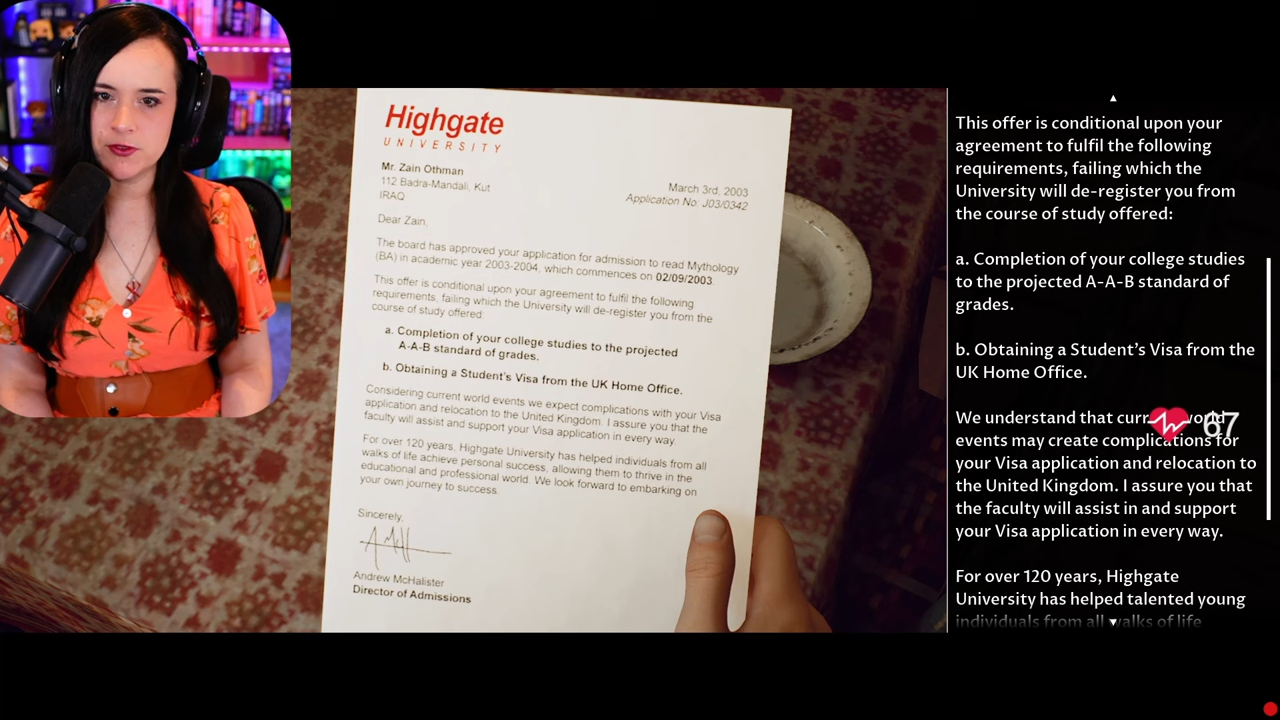 Highgate
UNIVERSITY
Mr. Zain Othman
112 Badra-Mandali, Kut
IRAQ
March 3rd, 2003
Application No. J03/0342
Dear Zain,
The board has approved your application for admission to read Mythology
(BA) in academic year 2003-2004, which commences on 02/09/2003.
This offer is conditional upon your agreement to fulfil the following
requirements, failing which the University will de-register you from the
course of study offered:
a. Completion of your college studies to the projected
A-A-B standard of grades.
b. Obtaining a Student's Visa from the UK Home Office.
Considering current world events we expect complications with your Visa
application and relocation to the United Kingdom. I assure you that the
faculty will assist and support your Visa application in every way.
For over 120 years, Highgate University has helped individuals from all
walks of life achieve personal success, allowing them to thrive in the
educational and professional world. We look forward to embarking on
your own journey to success.
Sincerely,
Andrew McHalister
Director of Admissions
This offer is conditional upon your
agreement to fulfil the following
requirements, failing which the
University will de-register you from
the course of study offered:
a. Completion of your college studies
to the projected A-A-B standard of
grades.
b. Obtaining a Student's Visa from the
UK Home Office.
We understand that current world
events may create complications for
your Visa application and relocation to
the United Kingdom. I assure you that
the faculty will assist in and support
your Visa application in every way.
For over 120 years, Highgate
University has helped talented young
individuals from all walks of life
67